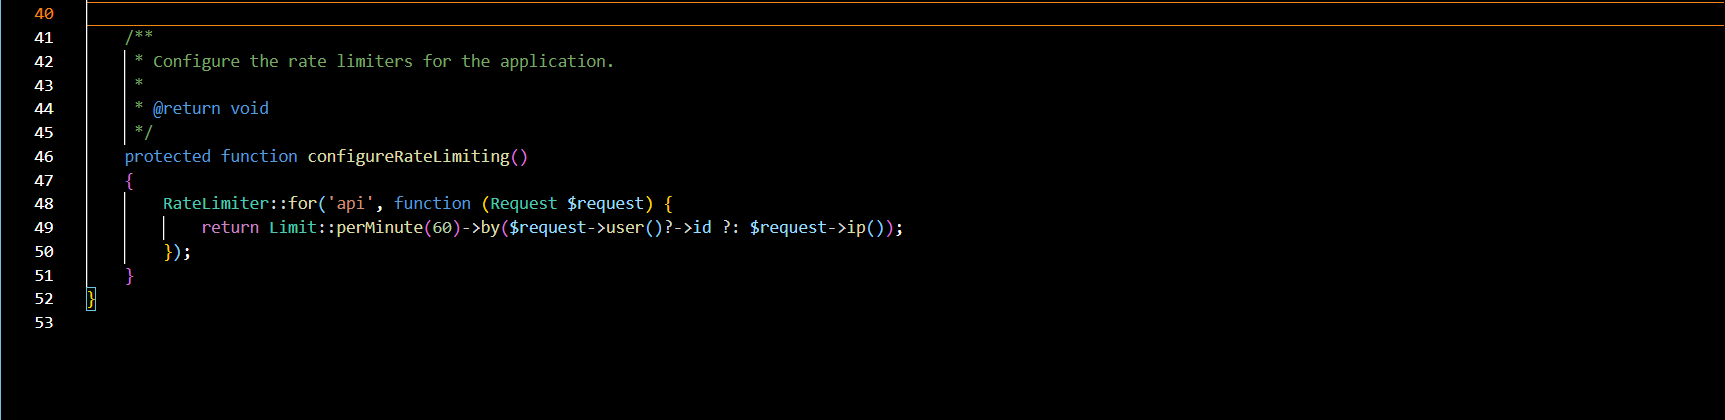 40
41 /**
42 * Configure the rate limiters for the application.
43 *
44 * @return void
45 */
46 protected function configureRateLimiting()
47 {
48 RateLimiter::for('api', function (Request $request) {
49 return Limit::perMinute(60)->by($request->user()?->id ?: $request->ip());
50 });
51 }
52 }
53